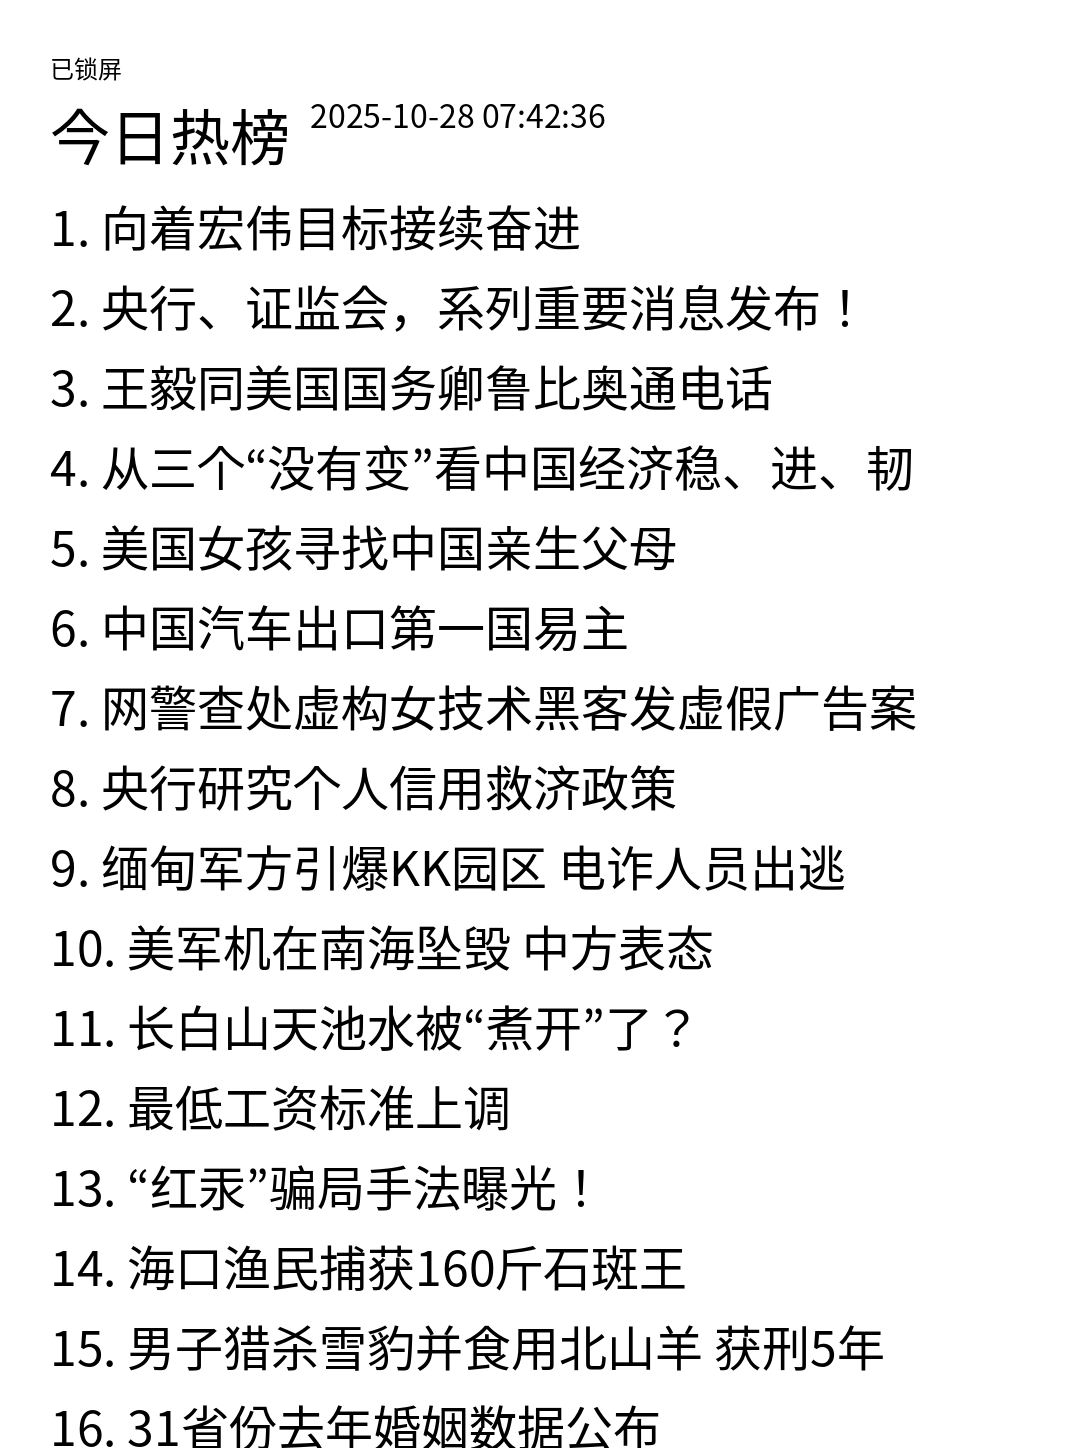 已锁屏
今日热榜 2025-10-28 07:42:36
1. 向着宏伟目标接续奋进
2. 央行、证监会，系列重要消息发布！
3. 王毅同美国国务卿鲁比奥通电话
4. 从三个“没有变”看中国经济稳、进、韧
5. 美国女孩寻找中国亲生父母
6. 中国汽车出口第一国易主
7. 网警查处虚构女技术黑客发虚假广告案
8. 央行研究个人信用救济政策
9. 缅甸军方引爆KK园区 电诈人员出逃
10. 美军机在南海坠毁 中方表态
11. 长白山天池水被“煮开”了？
12. 最低工资标准上调
13. “红汞”骗局手法曝光！
14. 海口渔民捕获160斤石斑王
15. 男子猎杀雪豹并食用北山羊 获刑5年
16. 31省份去年婚姻数据公布